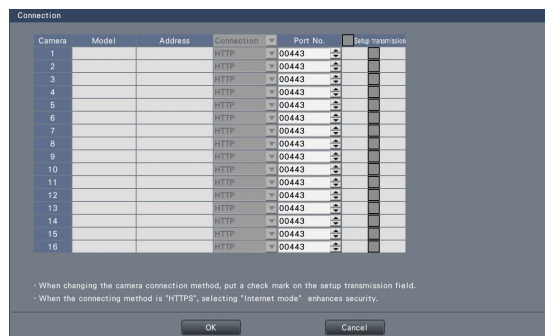 Connection
Camera Model Address Connection Port No. Setup transmission
1 HTTP 00443
2 HTTP 00443
3 HTTP 00443
4 HTTP 00443
5 HTTP 00443
6 HTTP 00443
7 HTTP 00443
8 HTTP 00443
9 HTTP 00443
10 HTTP 00443
11 HTTP 00443
12 HTTP 00443
13 HTTP 00443
14 HTTP 00443
15 HTTP 00443
16 HTTP 00443
· When changing the camera connection method, put a check mark on the setup transmission field.
· When the connecting method is "HTTPS", selecting "Internet mode" enhances security.
OK Cancel